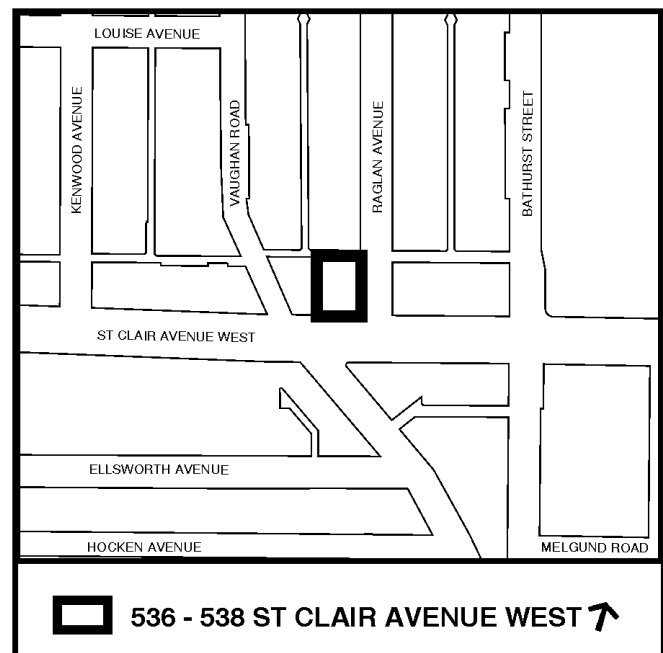 LOUISE AVENUE
KENWOOD AVENUE
VAUGHAN ROAD
RAGLAN AVENUE
BATHURST STREET
ST CLAIR AVENUE WEST
ELLSWORTH AVENUE
HOCKEN AVENUE
MELGUND ROAD
536 - 538 ST CLAIR AVENUE WEST